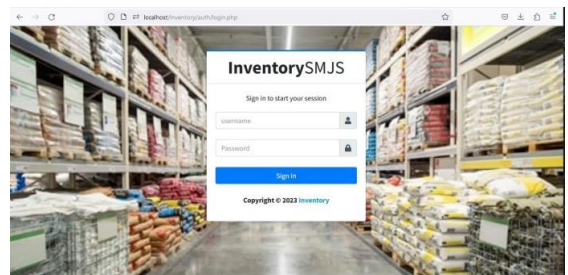 localhost/inventory/auth/login.php
InventorySMJS
Sign in to start your session
username
Password
Sign In
Copyright © 2023 Inventory